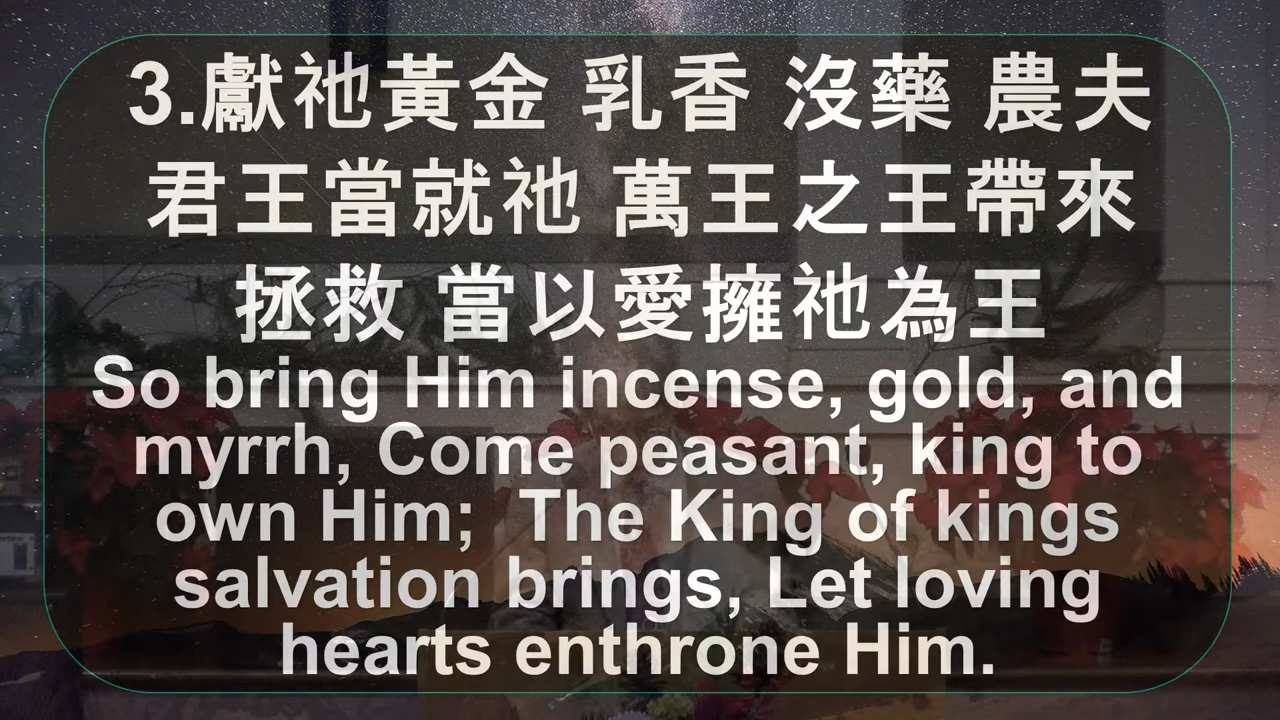 3.獻祂黃金 乳香 沒藥 農夫
君王當就祂 萬王之王帶來
拯救 當以愛擁祂為王
So bring Him incense, gold, and
myrrh, Come peasant, king to
own Him;  The King of kings
salvation brings, Let loving
hearts enthrone Him.